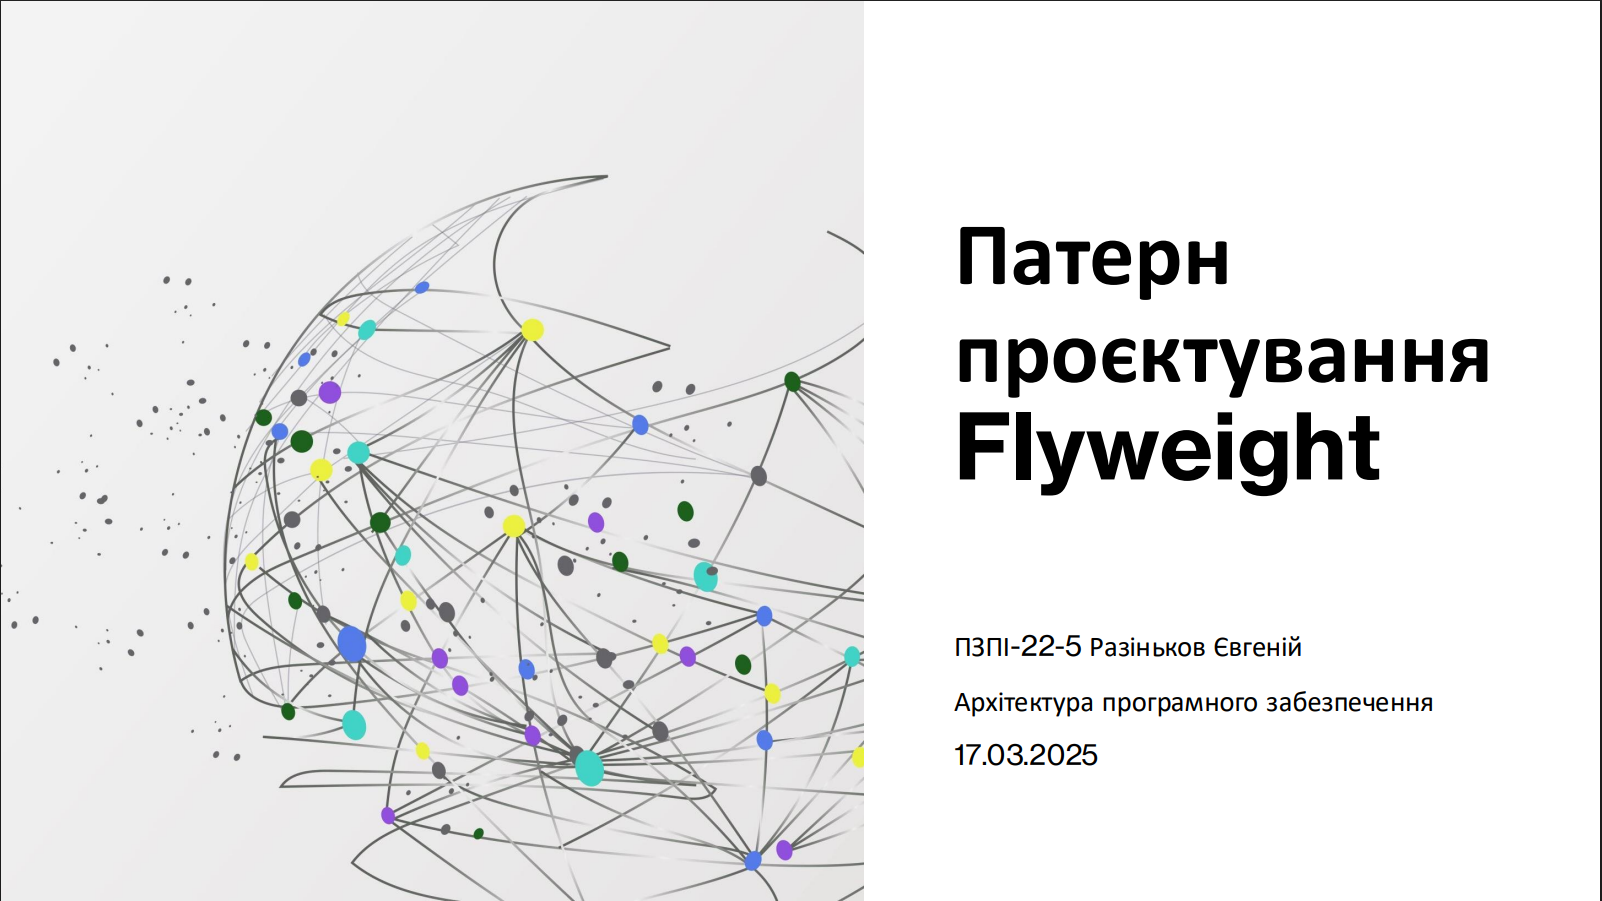 Патерн
проєктування
Flyweight
ПЗПІ-22-5 Разіньков Євгеній
Архітектура програмного забезпечення
17.03.2025